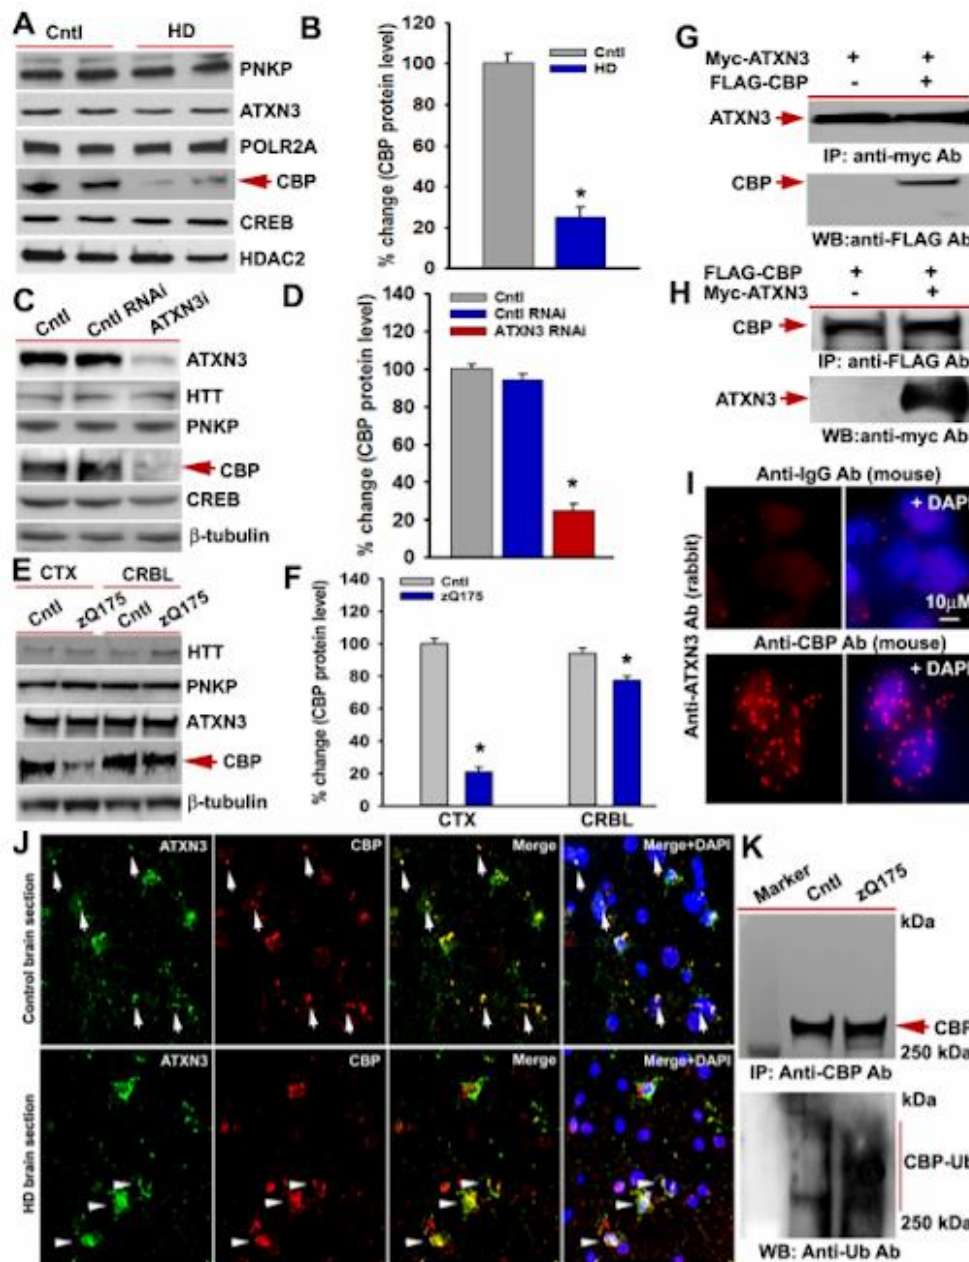 A
Cntl HD
PNKP
ATXN3
POLR2A
CBP
CREB
HDAC2
B
% change (CBP protein level)
120
100
80
60
40
20
0
Cntl
HD
*
C
Cntl Cntl RNAi ATXN3i
ATXN3
HTT
PNKP
CBP
CREB
β-tubulin
D
% change (CBP protein level)
140
120
100
80
60
40
20
0
Cntl
Cntl RNAi
ATXN3 RNAi
*
E
CTX CRBL
Cntl zQ175 Cntl zQ175
HTT
PNKP
ATXN3
CBP
β-tubulin
F
% change (CBP protein level)
140
120
100
80
60
40
20
0
Cntl
zQ175
* *
CTX CRBL
G
Myc-ATXN3 + +
FLAG-CBP - +
ATXN3
IP: anti-myc Ab
CBP
WB:anti-FLAG Ab
H
FLAG-CBP + +
Myc-ATXN3 - +
CBP
IP: anti-FLAG Ab
ATXN3
WB:anti-myc Ab
I
Anti-IgG Ab (mouse)
+ DAPI
10μM
Anti-ATXN3 Ab (rabbit)
Anti-CBP Ab (mouse)
+ DAPI
J
Control brain section
ATXN3 CBP Merge Merge+DAPI
HD brain section
ATXN3 CBP Merge Merge+DAPI
K
Marker Cntl zQ175
kDa
CBP
250 kDa
IP: Anti-CBP Ab
kDa
CBP-Ub
250 kDa
WB: Anti-Ub Ab